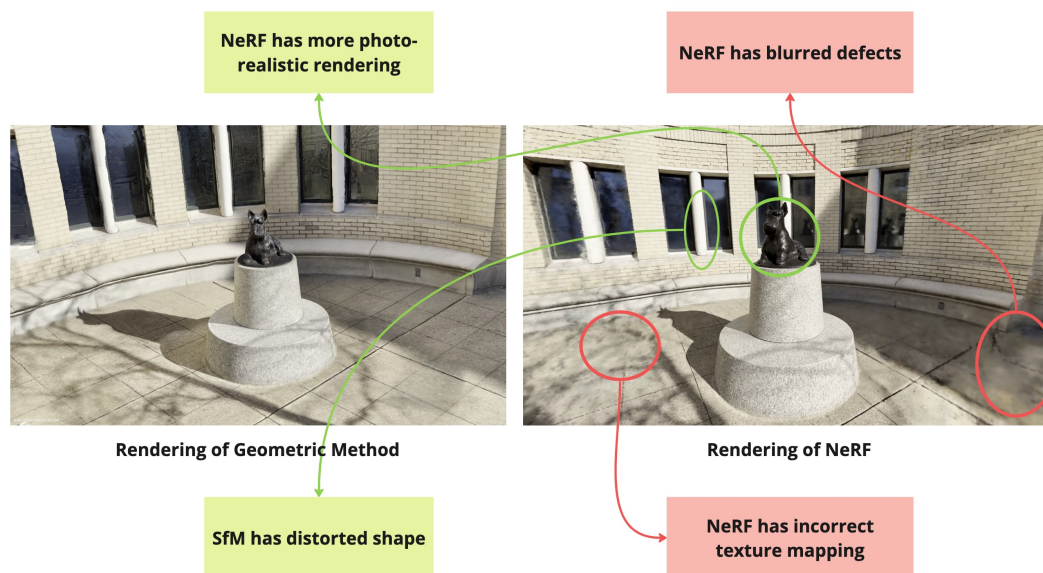 NeRF has more photo-
realistic rendering
NeRF has blurred defects
Rendering of Geometric Method
Rendering of NeRF
SfM has distorted shape
NeRF has incorrect
texture mapping